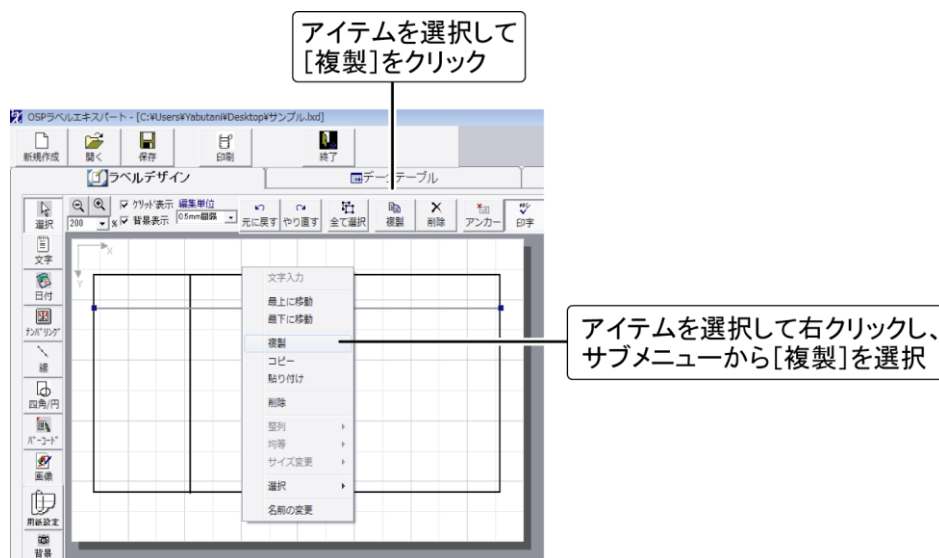 アイテムを選択して
[複製]をクリック
OSPラベルエキスパート - [C:¥Users¥Yabutani¥Desktop¥サンプル.lxd]
新規作成 開く 保存 印刷 終了
ラベルデザイン データテーブル
選択 200 % グリッド表示 背景表示 編集単位 0.5mm間隔 元に戻す やり直す 全て選択 複製 削除 アンカー 印字
文字
日付
ナンバリング
線
四角/円
バーコード
画像
用紙設定
背景
X
Y
文字入力
最上に移動
最下に移動
複製
コピー
貼り付け
削除
整列
均等
サイズ変更
選択
名前の変更
アイテムを選択して右クリックし、
サブメニューから[複製]を選択